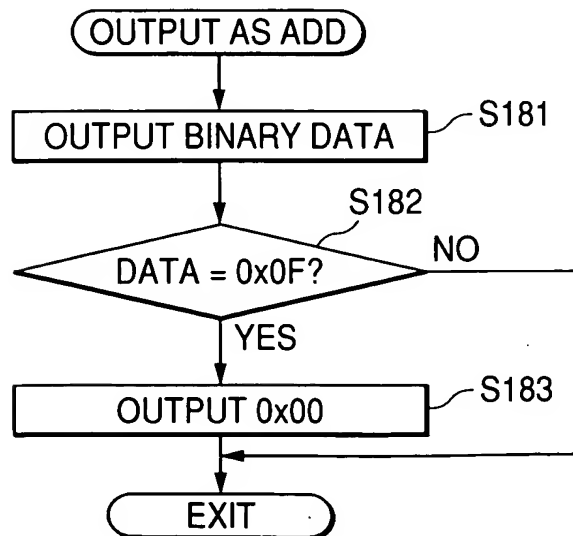 OUTPUT AS ADD
OUTPUT BINARY DATA
S181
S182
DATA = 0x0F?
NO
YES
OUTPUT 0x00
S183
EXIT